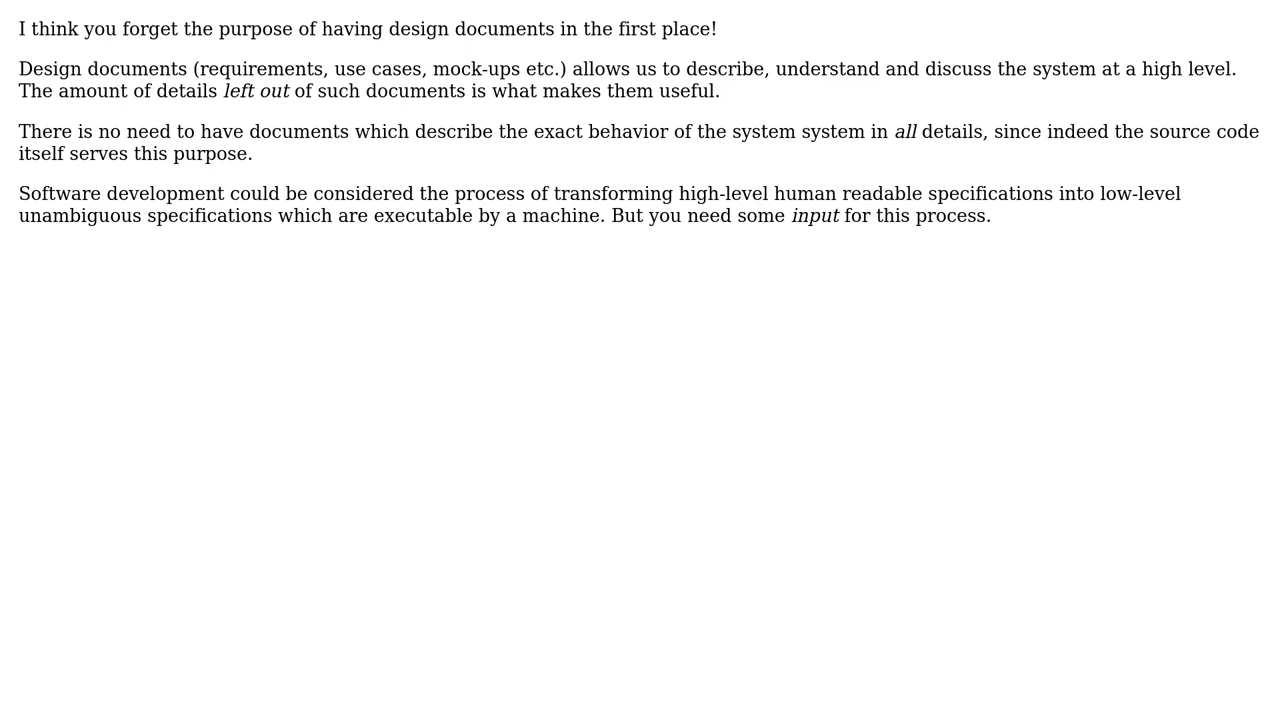 I think you forget the purpose of having design documents in the first place!
Design documents (requirements, use cases, mock-ups etc.) allows us to describe, understand and discuss the system at a high level.
The amount of details left out of such documents is what makes them useful.
There is no need to have documents which describe the exact behavior of the system system in all details, since indeed the source code
itself serves this purpose.
Software development could be considered the process of transforming high-level human readable specifications into low-level
unambiguous specifications which are executable by a machine. But you need some input for this process.